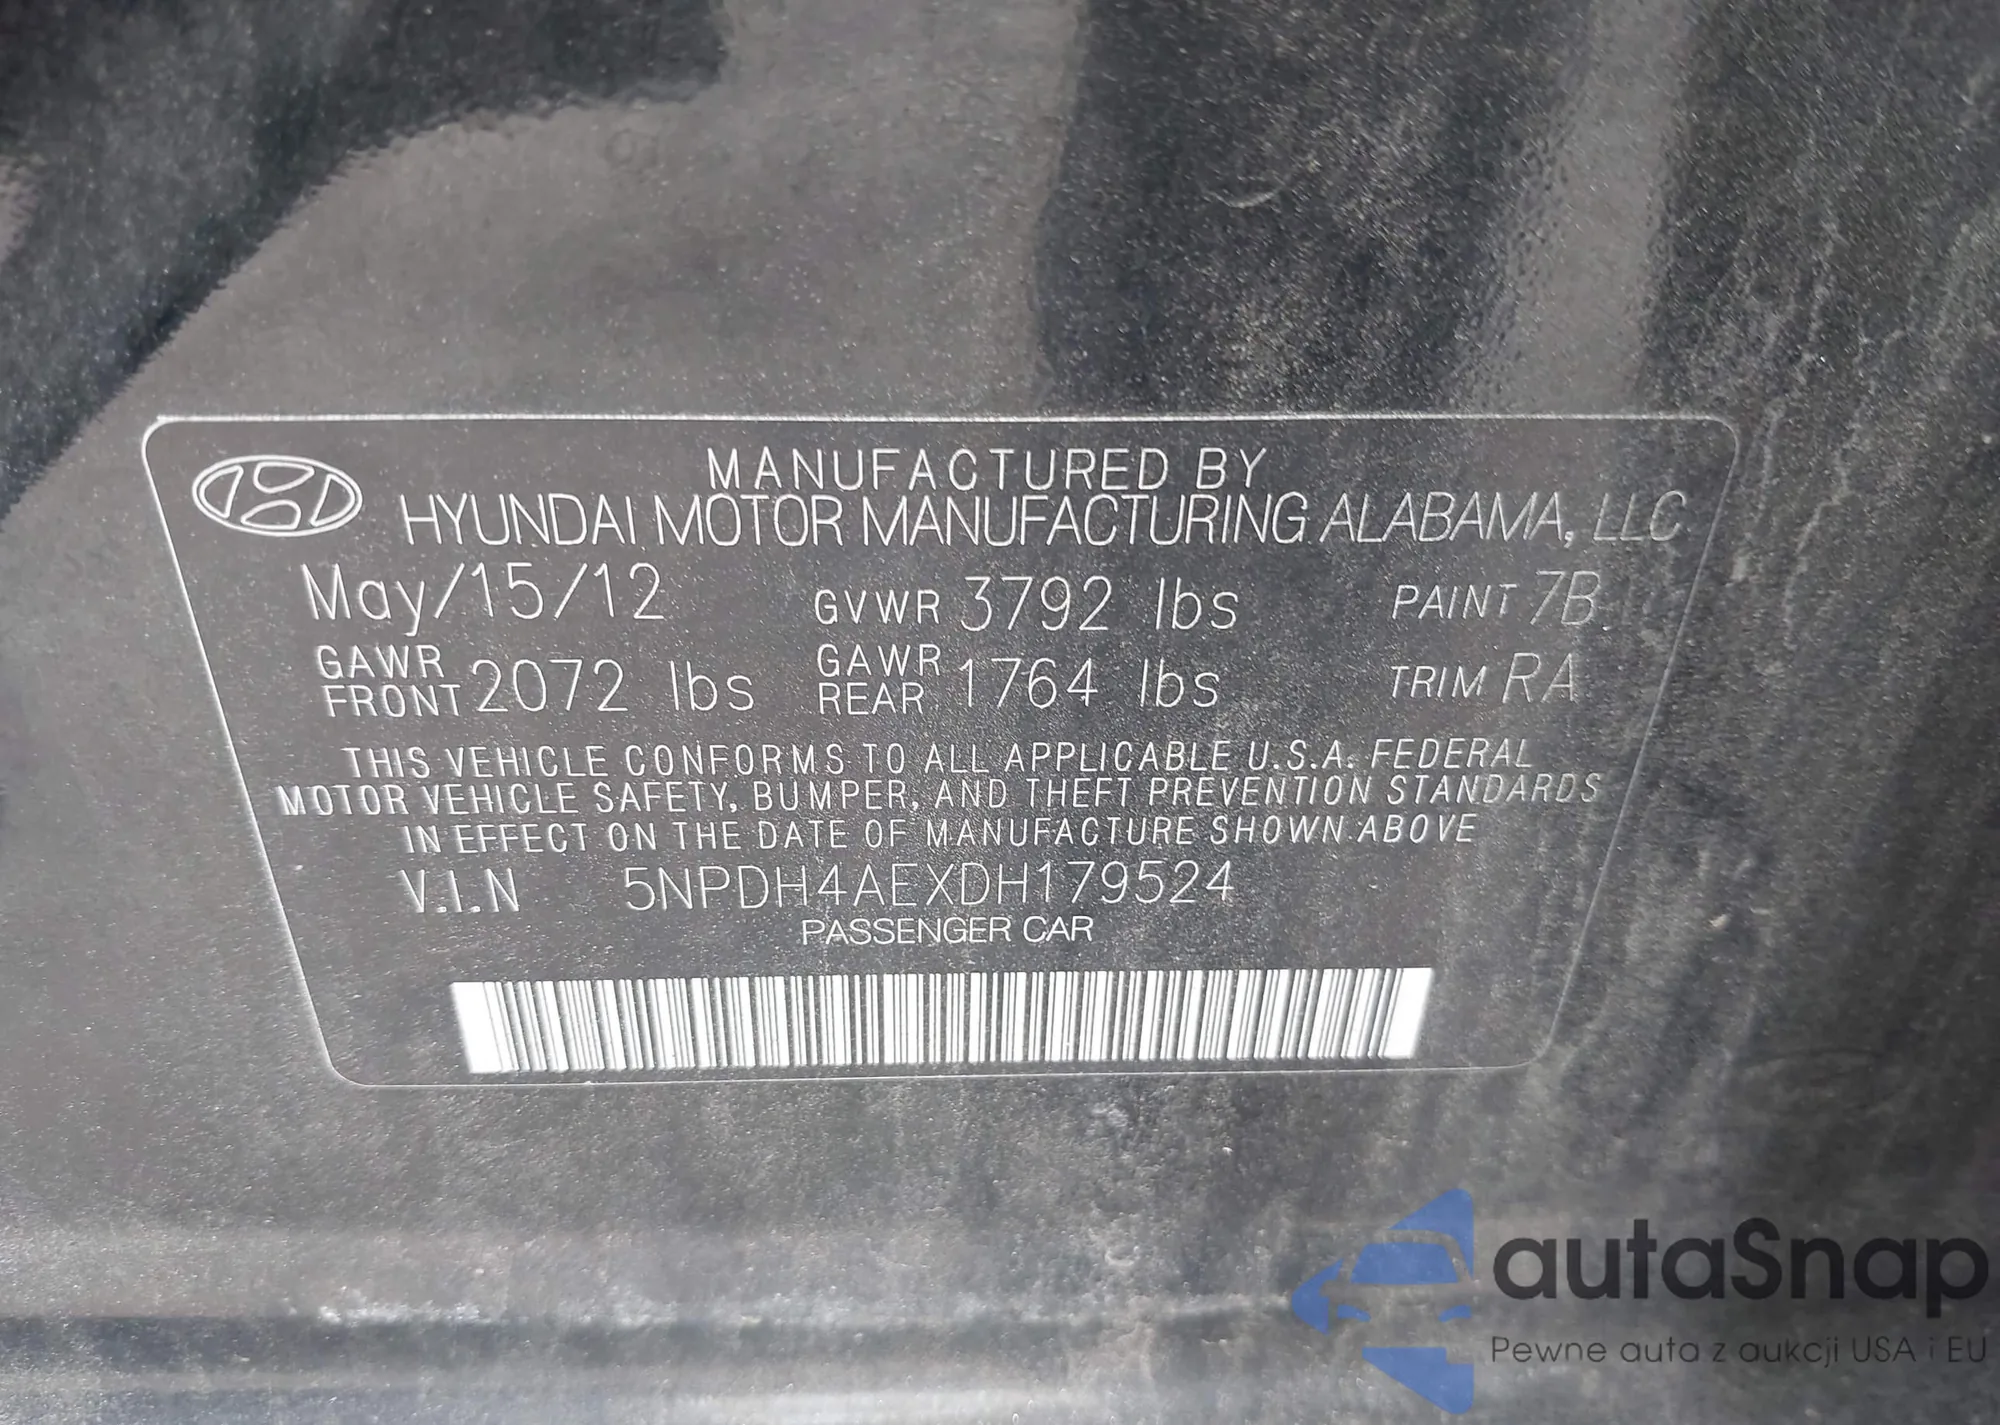 MANUFACTURED BY
HYUNDAI MOTOR MANUFACTURING ALABAMA, LLC
May/15/12 GVWR 3792 lbs PAINT 7B
GAWR FRONT 2072 lbs GAWR REAR 1764 lbs TRIM RA
THIS VEHICLE CONFORMS TO ALL APPLICABLE U.S.A. FEDERAL
MOTOR VEHICLE SAFETY, BUMPER, AND THEFT PREVENTION STANDARDS
IN EFFECT ON THE DATE OF MANUFACTURE SHOWN ABOVE
V.I.N 5NPDH4AEXDH179524
PASSENGER CAR
autaSnap
Pewne auta z aukcji USA i EU